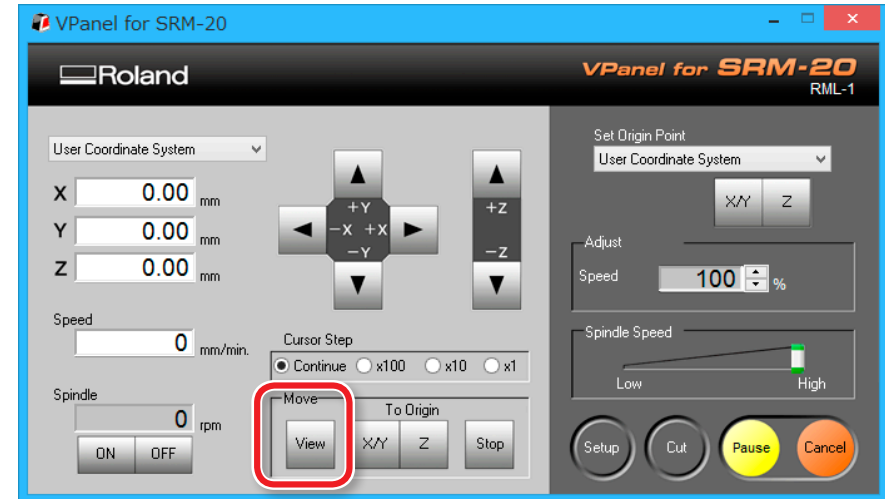 VPanel for SRM-20
Roland
VPanel for SRM-20
RML-1
User Coordinate System
X 0.00 mm
Y 0.00 mm
Z 0.00 mm
Speed
0 mm/min.
Spindle
0 rpm
ON OFF
+Y
-X +X
-Y
+Z
-Z
Cursor Step
Continue x100 x10 x1
Move
To Origin
View X/Y Z Stop
Set Origin Point
User Coordinate System
X/Y Z
Adjust
Speed 100 %
Spindle Speed
Low High
Setup Cut Pause Cancel